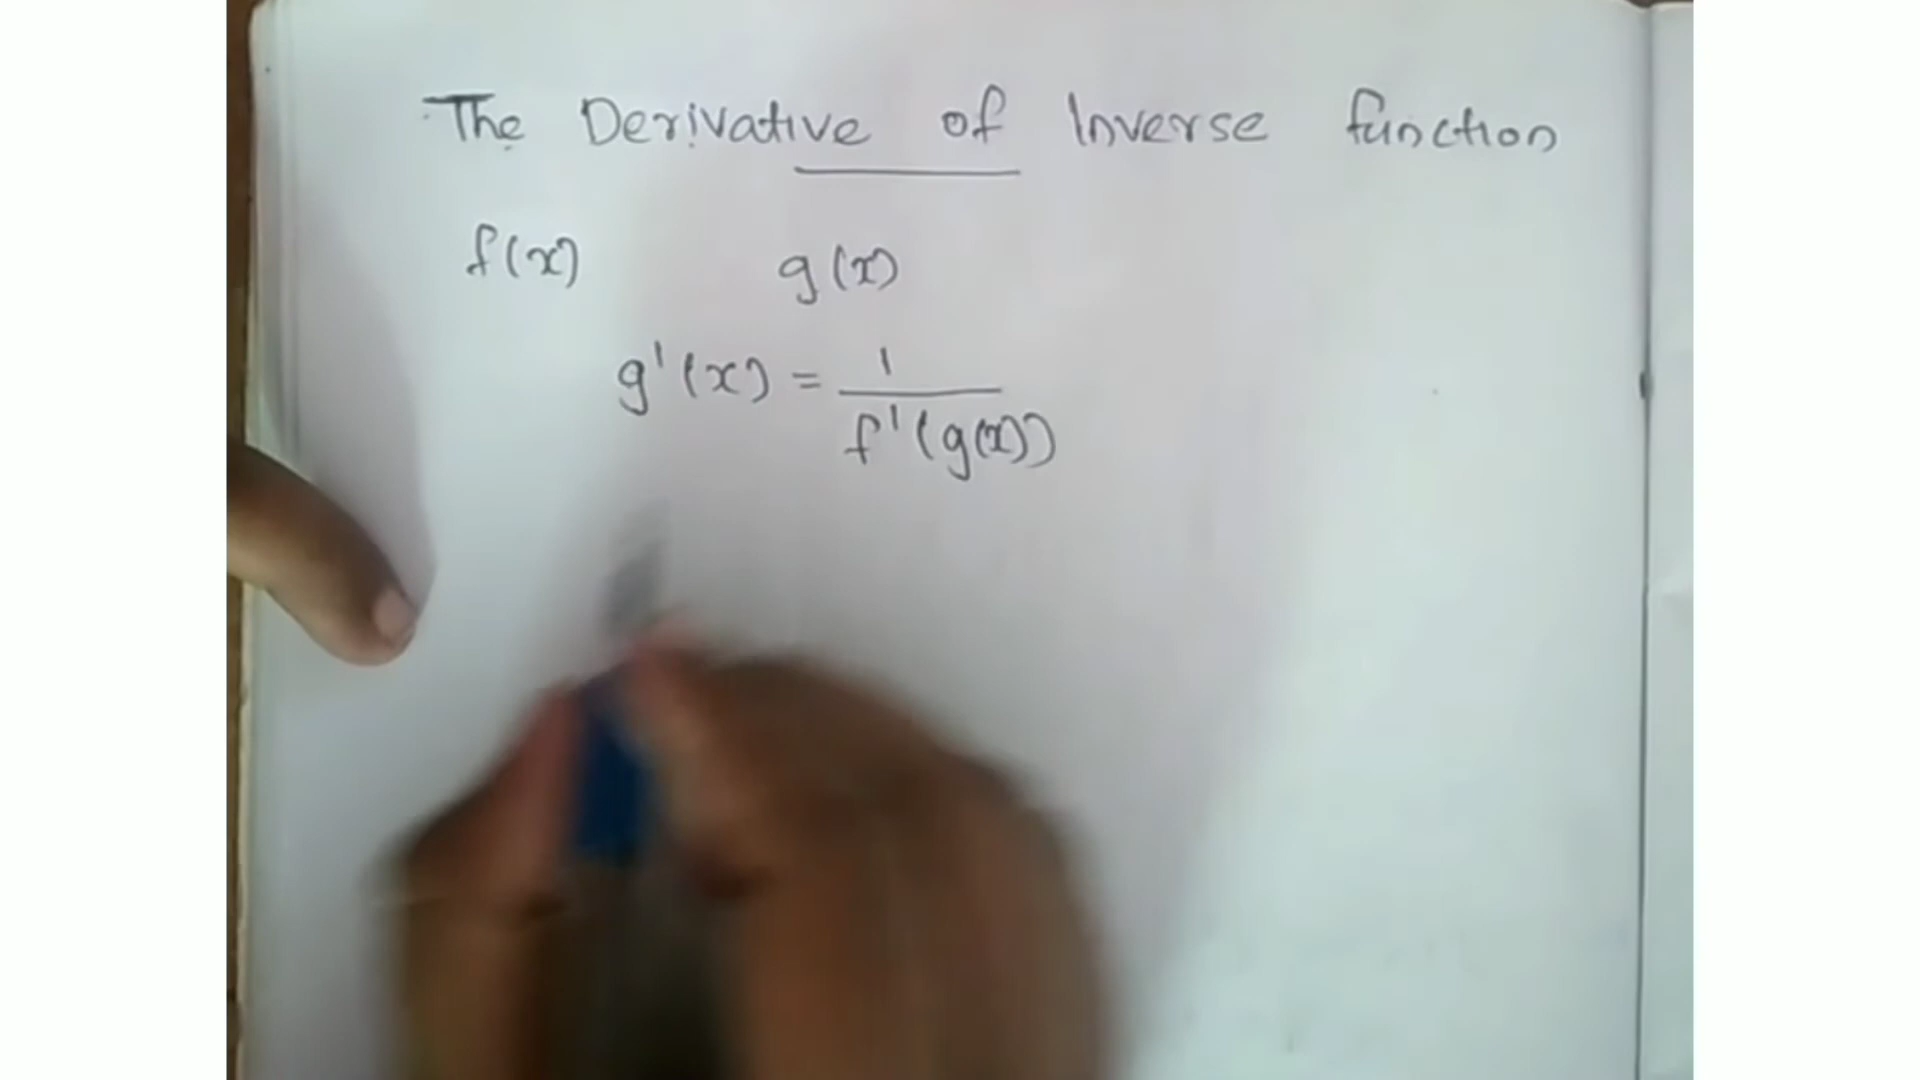 The Derivative of Inverse function
f(x) g(x)
g'(x) = 1 / f'(g(x))